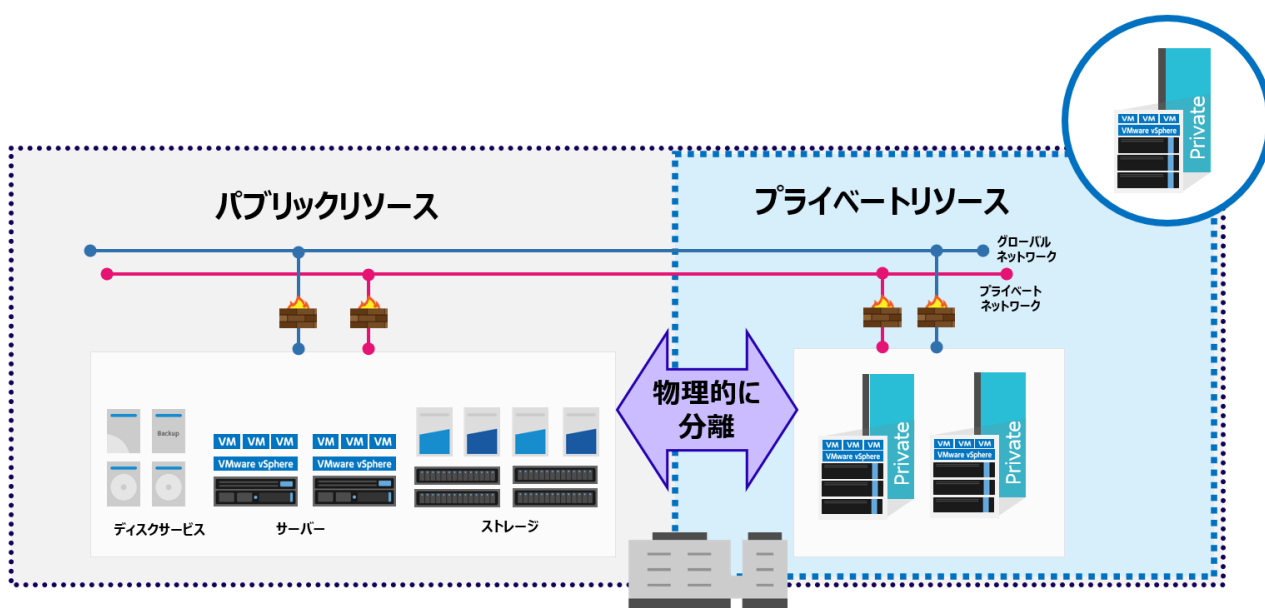 VM VM VM
VMware vSphere
Private
パブリックリソース
プライベートリソース
グローバル
ネットワーク
プライベート
ネットワーク
物理的に
分離
Backup
VM VM VM
VMware vSphere
VM VM VM
VMware vSphere
ディスクサービス
サーバー
ストレージ
VM VM VM
VMware vSphere
Private
VM VM VM
VMware vSphere
Private